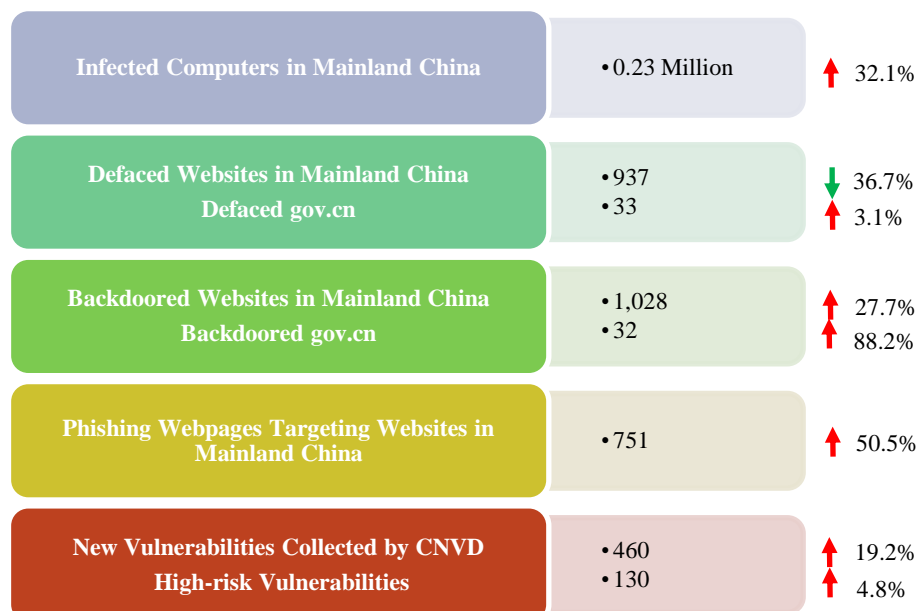 Infected Computers in Mainland China
•0.23 Million
32.1%
Defaced Websites in Mainland China
Defaced gov.cn
•937
•33
36.7%
3.1%
Backdoored Websites in Mainland China
Backdoored gov.cn
•1,028
•32
27.7%
88.2%
Phishing Webpages Targeting Websites in
Mainland China
•751
50.5%
New Vulnerabilities Collected by CNVD
High-risk Vulnerabilities
•460
•130
19.2%
4.8%